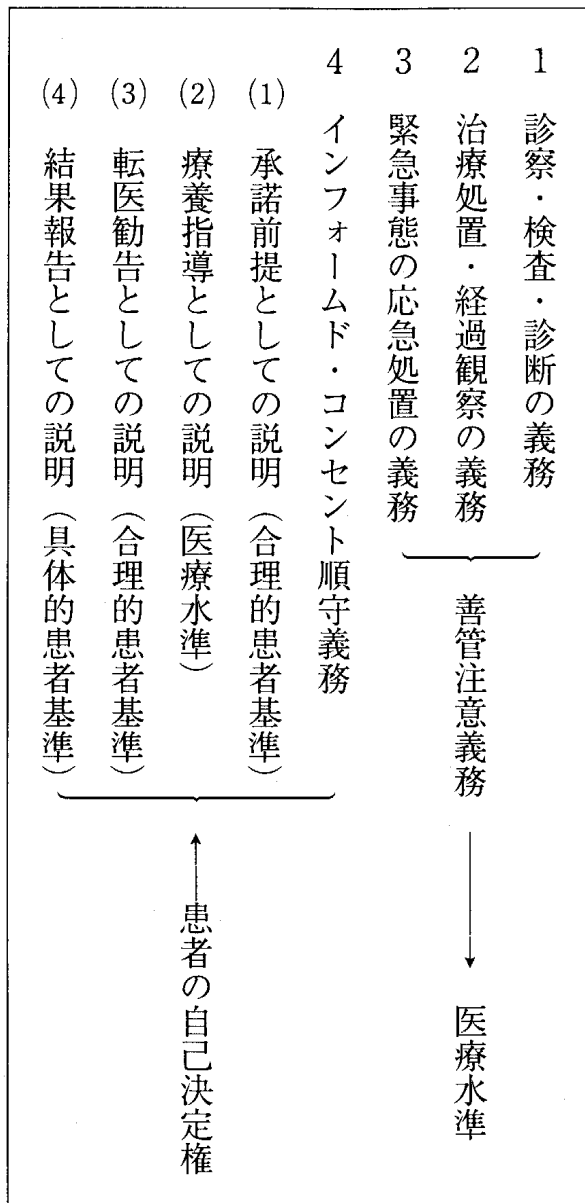 1　診察・検査・診断の義務
2　治療処置・経過観察の義務
3　緊急事態の応急処置の義務
善管注意義務
医療水準
4　インフォームド・コンセント順守義務
(1)　承諾前提としての説明（合理的患者基準）
(2)　療養指導としての説明（医療水準）
(3)　転医勧告としての説明（合理的患者基準）
(4)　結果報告としての説明（具体的患者基準）
患者の自己決定権